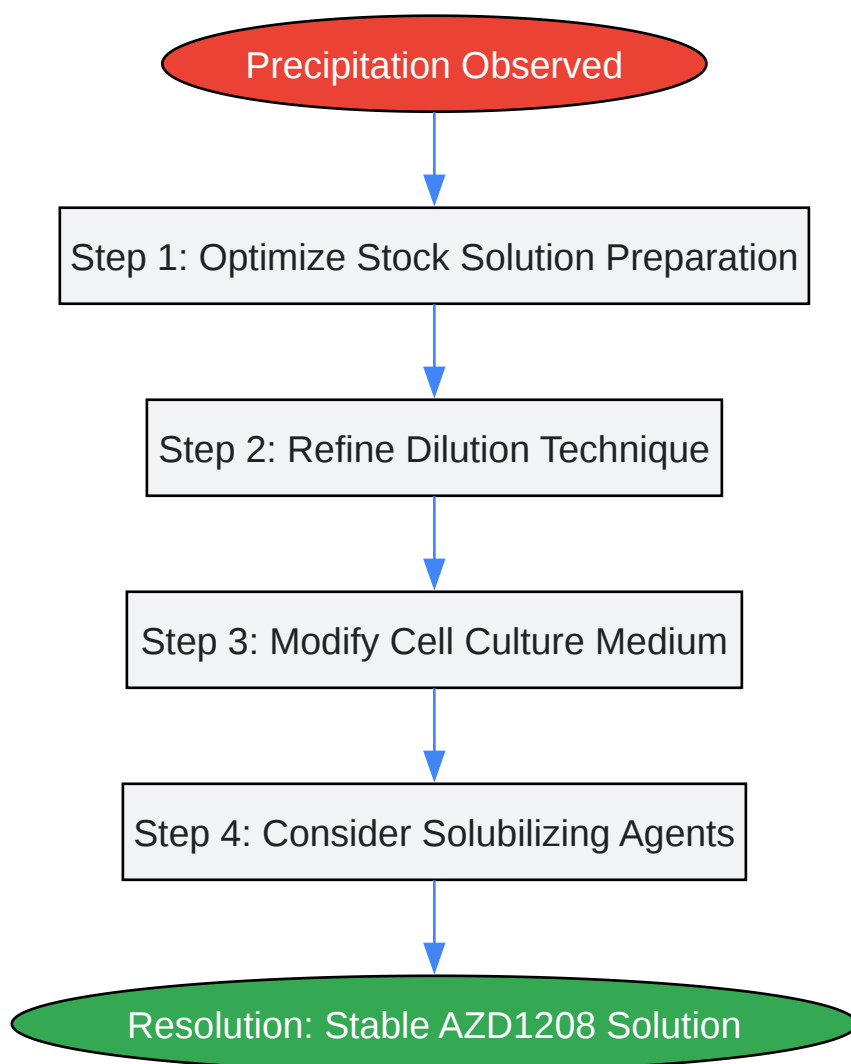 Precipitation Observed
Step 1: Optimize Stock Solution Preparation
Step 2: Refine Dilution Technique
Step 3: Modify Cell Culture Medium
Step 4: Consider Solubilizing Agents
Resolution: Stable AZD1208 Solution